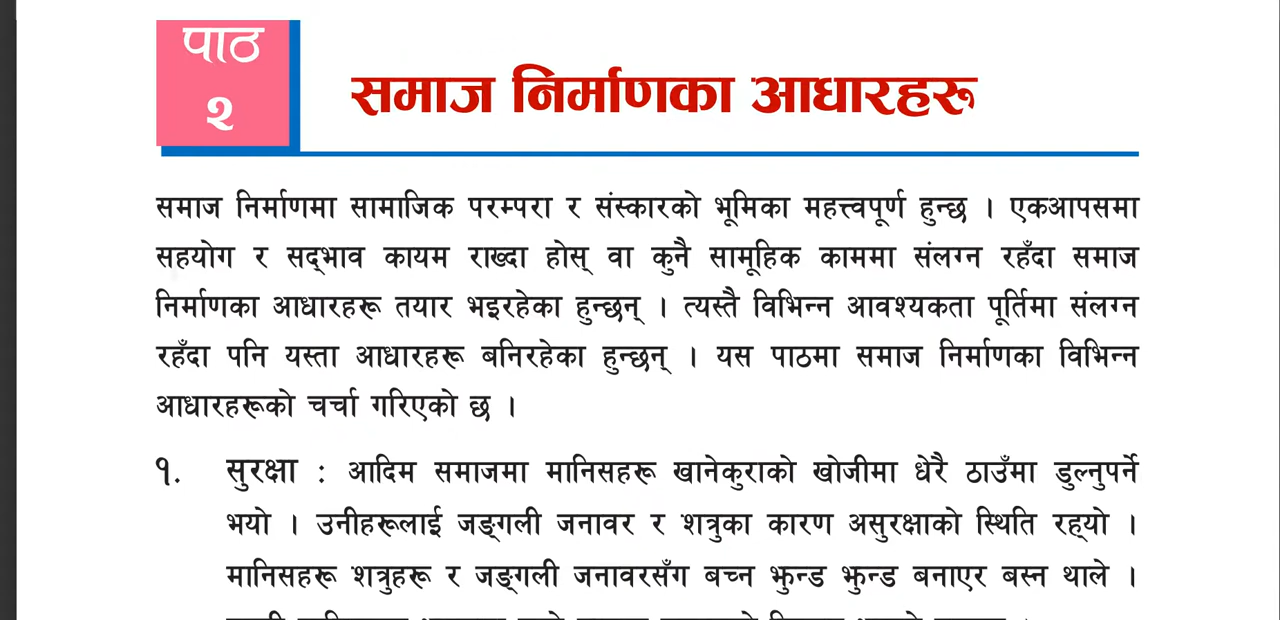 पाठ
२
समाज निर्माणका आधारहरू
समाज निर्माणमा सामाजिक परम्परा र संस्कारको भूमिका महत्त्वपूर्ण हुन्छ । एकआपसमा
सहयोग र सद्‌भाव कायम राख्दा होस् वा कुनै सामूहिक काममा संलग्न रहँदा समाज
निर्माणका आधारहरू तयार भइरहेका हुन्छन् । त्यस्तै विभिन्न आवश्यकता पूर्तिमा संलग्न
रहँदा पनि यस्ता आधारहरू बनिरहेका हुन्छन् । यस पाठमा समाज निर्माणका विभिन्न
आधारहरूको चर्चा गरिएको छ ।
१. सुरक्षा : आदिम समाजमा मानिसहरू खानेकुराको खोजीमा धेरै ठाउँमा डुल्नुपर्ने
भयो । उनीहरूलाई जङ्गली जनावर र शत्रुका कारण असुरक्षाको स्थिति रह्यो ।
मानिसहरू शत्रुहरू र जङ्गली जनावरसँग बच्न झुन्ड झुन्ड बनाएर बस्न थाले ।